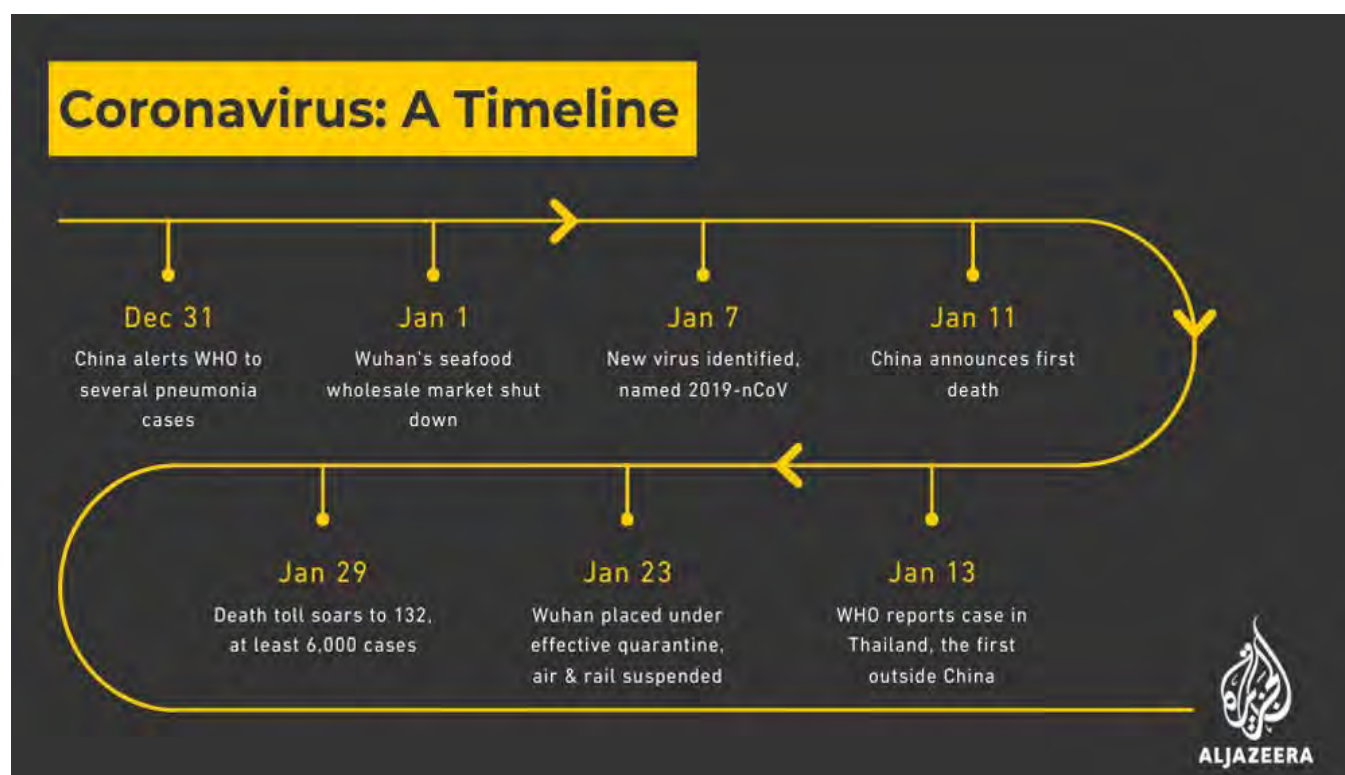 Coronavirus: A Timeline
Dec 31
China alerts WHO to
several pneumonia
cases
Jan 1
Wuhan's seafood
wholesale market shut
down
Jan 7
New virus identified,
named 2019-nCoV
Jan 11
China announces first
death
Jan 13
WHO reports case in
Thailand, the first
outside China
Jan 23
Wuhan placed under
effective quarantine,
air & rail suspended
Jan 29
Death toll soars to 132,
at least 6,000 cases
الجزيرة
ALJAZEERA